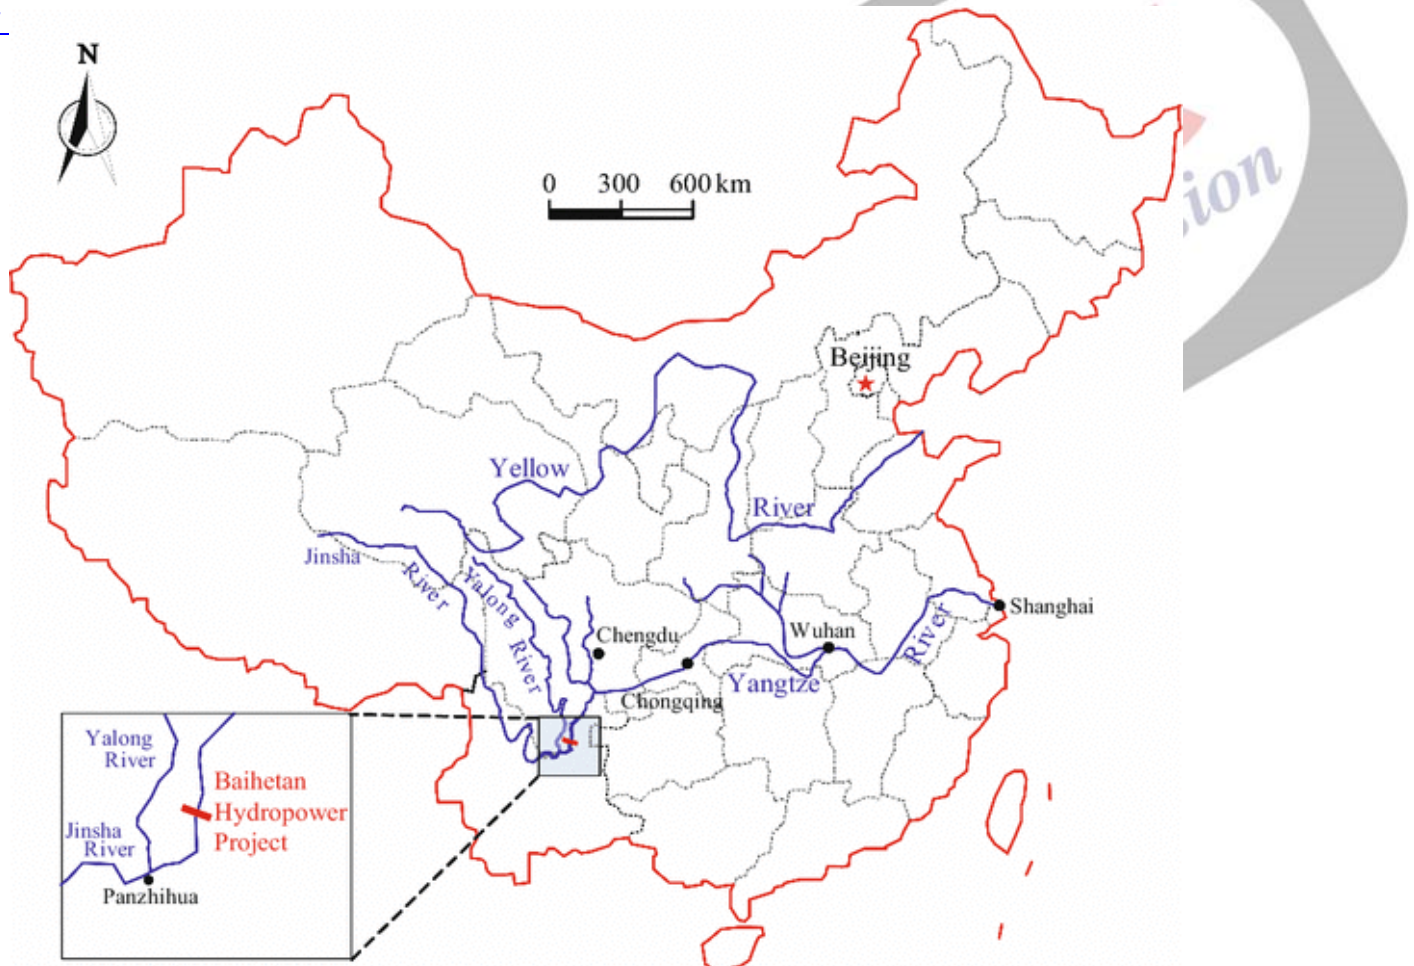 N
0 300 600 km
ion
Beijing
Yellow
River
Jinsha
River
Yalong
River
Shanghai
Wuhan
River
Chengdu
Yangtze
Chongqing
Yalong
River
Baihetan
Hydropower
Project
Jinsha
River
Panzhihua